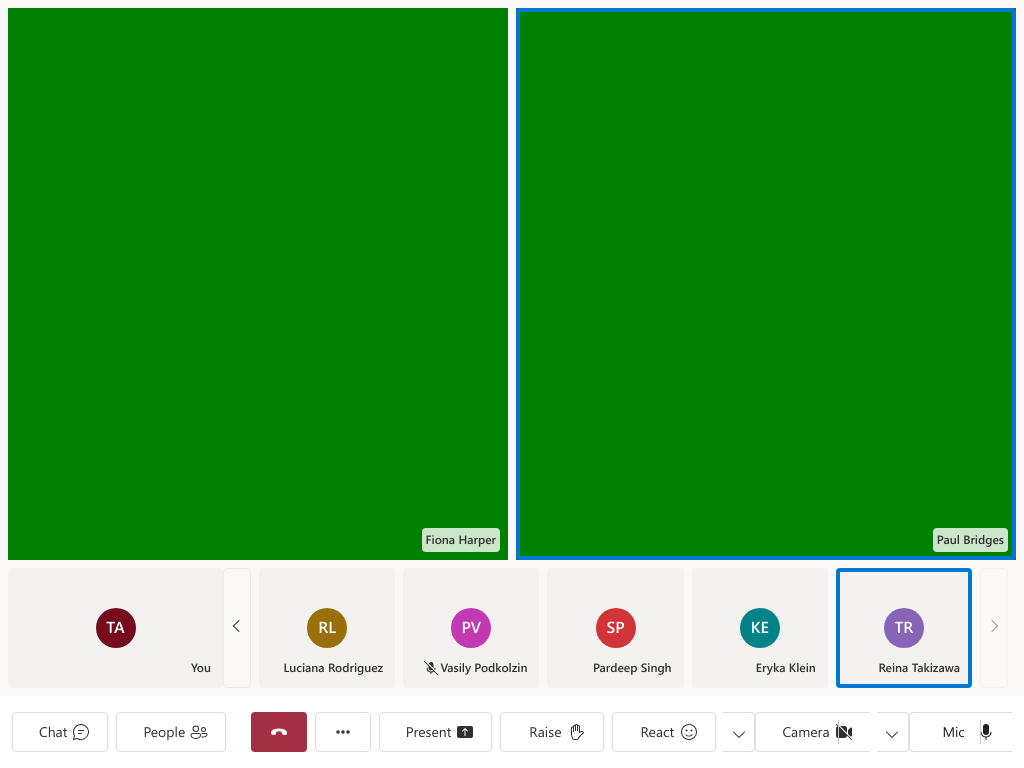 Fiona Harper
Paul Bridges
TA
You
RL
Luciana Rodriguez
PV
Vasily Podkolzin
SP
Pardeep Singh
KE
Eryka Klein
TR
Reina Takizawa
Chat
People
Present
Raise
React
Camera
Mic